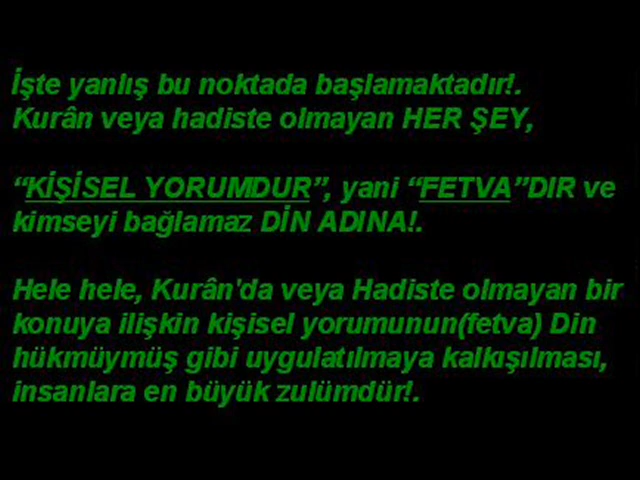 İşte yanlış bu noktada başlamaktadır!.
Kurân veya hadiste olmayan HER ŞEY,
“KİŞİSEL YORUMDUR”, yani “FETVA”DIR ve
kimseyi bağlamaz DİN ADINA!.
Hele hele, Kurân'da veya Hadiste olmayan bir
konuya ilişkin kişisel yorumunun(fetva) Din
hükmüymüş gibi uygulatılmaya kalkışılması,
insanlara en büyük zulümdür!.